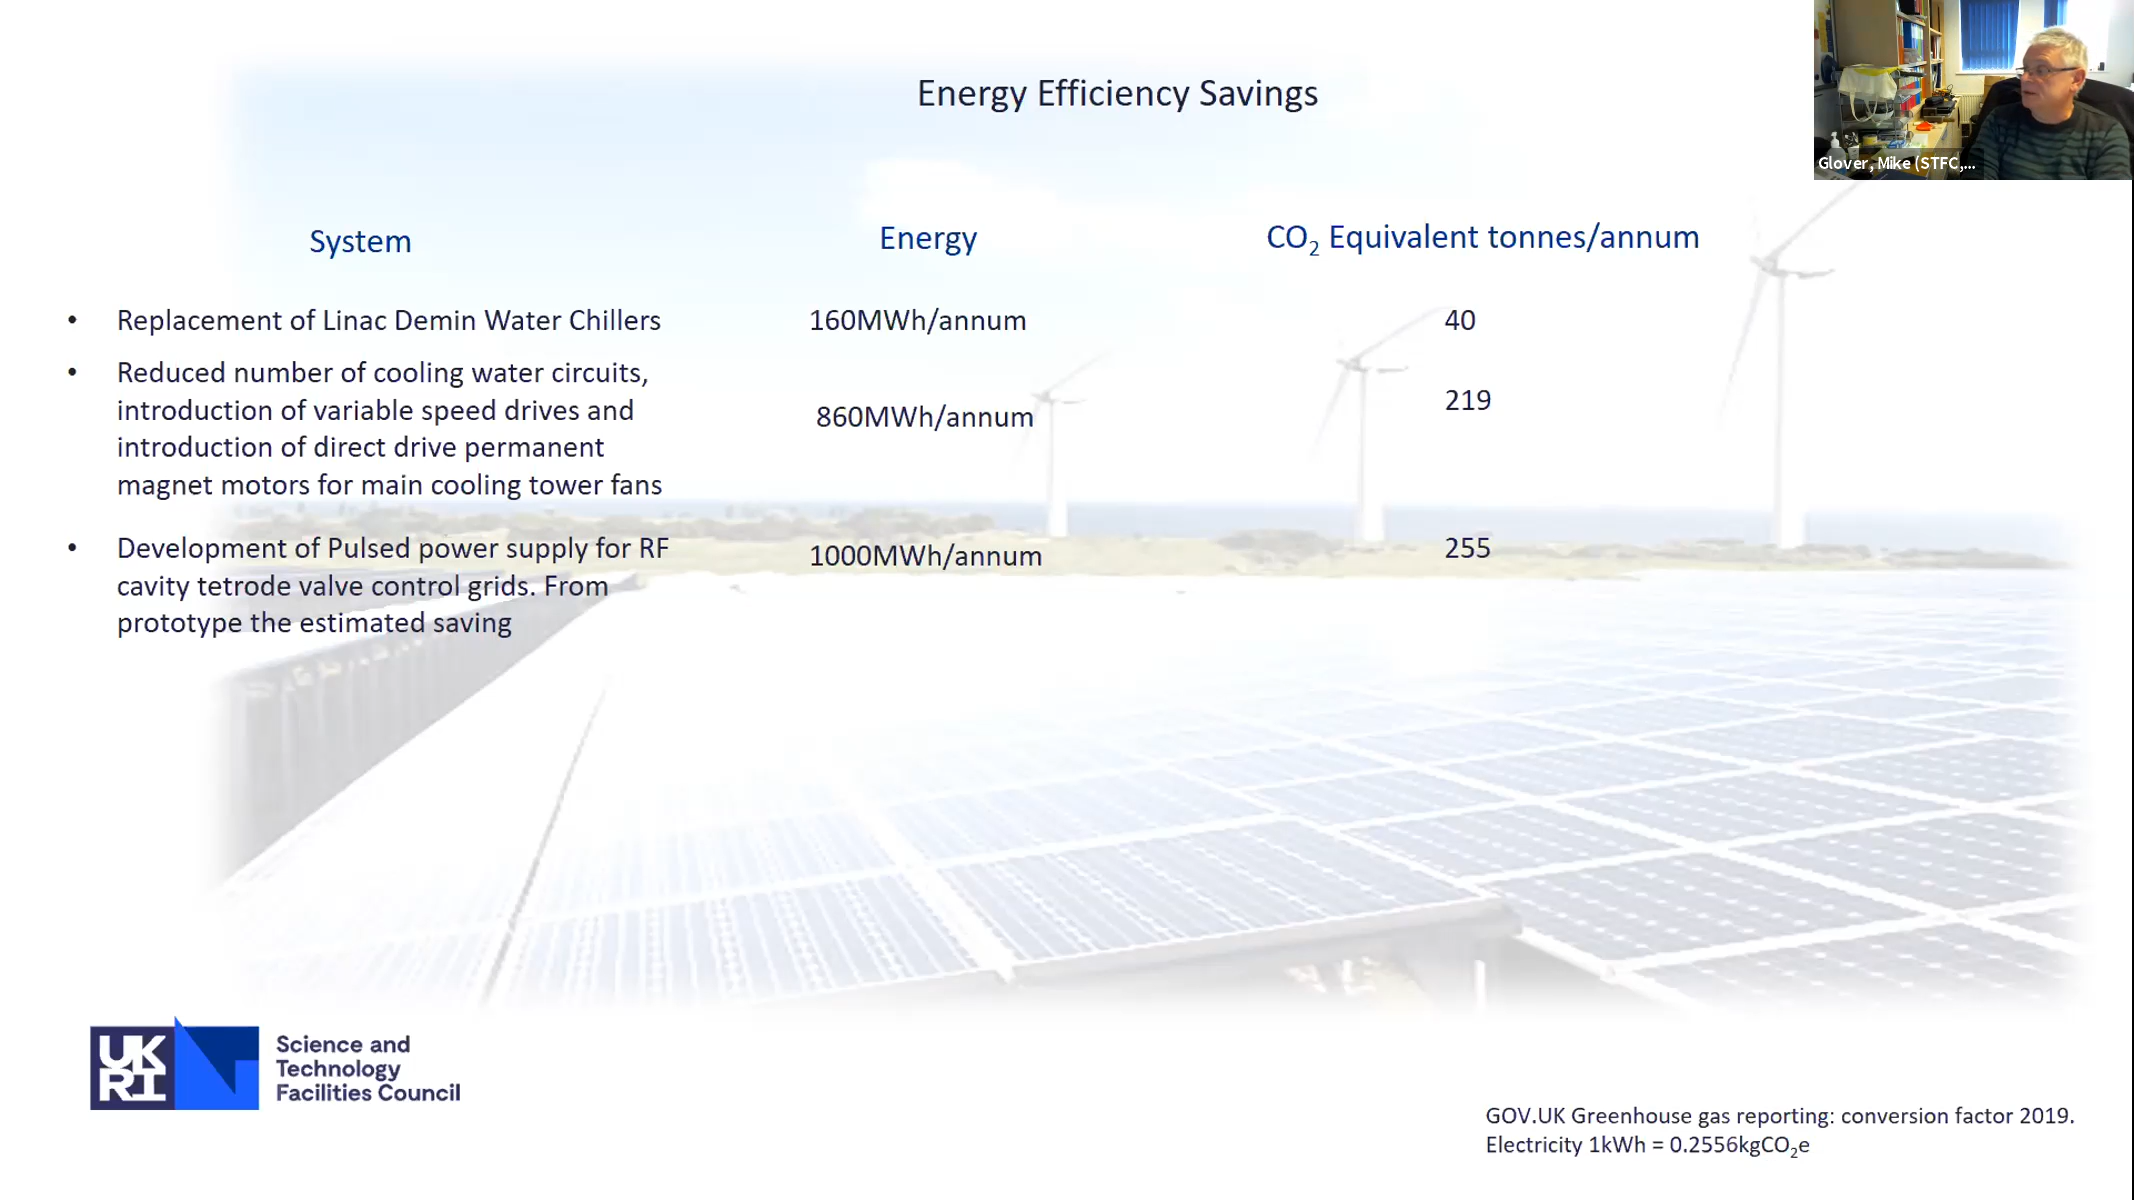 Energy Efficiency Savings
Glover, Mike (STFC,...
System
Energy
CO₂ Equivalent tonnes/annum
• Replacement of Linac Demin Water Chillers
160MWh/annum
40
• Reduced number of cooling water circuits,
introduction of variable speed drives and
introduction of direct drive permanent
magnet motors for main cooling tower fans
860MWh/annum
219
• Development of Pulsed power supply for RF
cavity tetrode valve control grids. From
prototype the estimated saving
1000MWh/annum
255
UK
RI
Science and
Technology
Facilities Council
GOV.UK Greenhouse gas reporting: conversion factor 2019.
Electricity 1kWh = 0.2556kgCO₂e